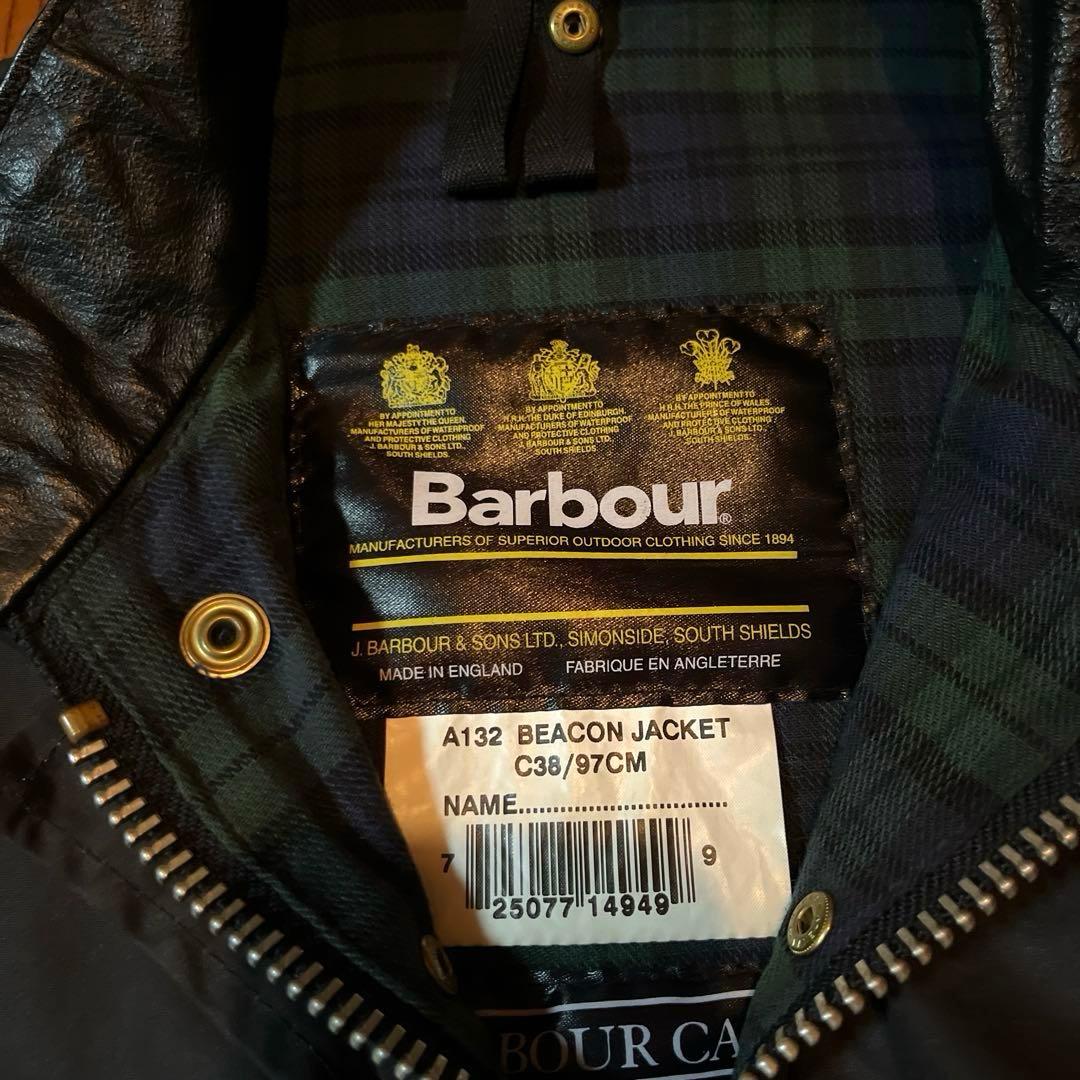 BY APPOINTMENT TO
HER MAJESTY THE QUEEN.
MANUFACTURERS OF WATERPROOF
AND PROTECTIVE CLOTHING
J. BARBOUR & SONS LTD.
SOUTH SHIELDS.
BY APPOINTMENT TO
H.R.H. THE DUKE OF EDINBURGH.
MANUFACTURERS OF WATERPROOF
AND PROTECTIVE CLOTHING
J. BARBOUR & SONS LTD.
SOUTH SHIELDS
BY APPOINTMENT TO
H.R.H. THE PRINCE OF WALES
MANUFACTURERS OF WATERPROOF
AND PROTECTIVE CLOTHING
J. BARBOUR & SONS LTD.
SOUTH SHIELDS
Barbour®
MANUFACTURERS OF SUPERIOR OUTDOOR CLOTHING SINCE 1894
J. BARBOUR & SONS LTD., SIMONSIDE, SOUTH SHIELDS
MADE IN ENGLAND FABRIQUE EN ANGLETERRE
A132 BEACON JACKET
C38/97CM
NAME..............................
7 25077 14949 9
BOUR CA